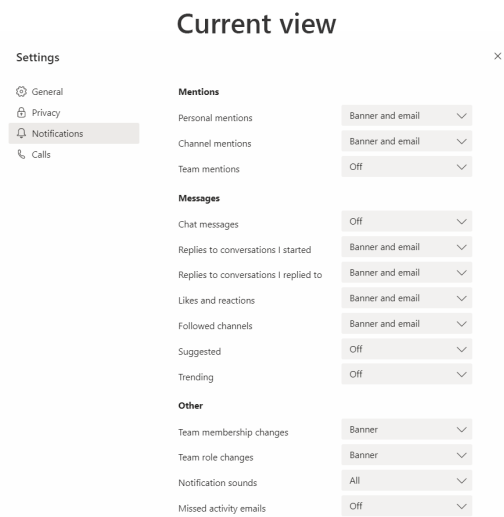 Current view
Settings
General
Privacy
Notifications
Calls
Mentions
Personal mentions Banner and email
Channel mentions Banner and email
Team mentions Off
Messages
Chat messages Off
Replies to conversations I started Banner and email
Replies to conversations I replied to Banner and email
Likes and reactions Banner and email
Followed channels Banner and email
Suggested Off
Trending Off
Other
Team membership changes Banner
Team role changes Banner
Notification sounds All
Missed activity emails Off